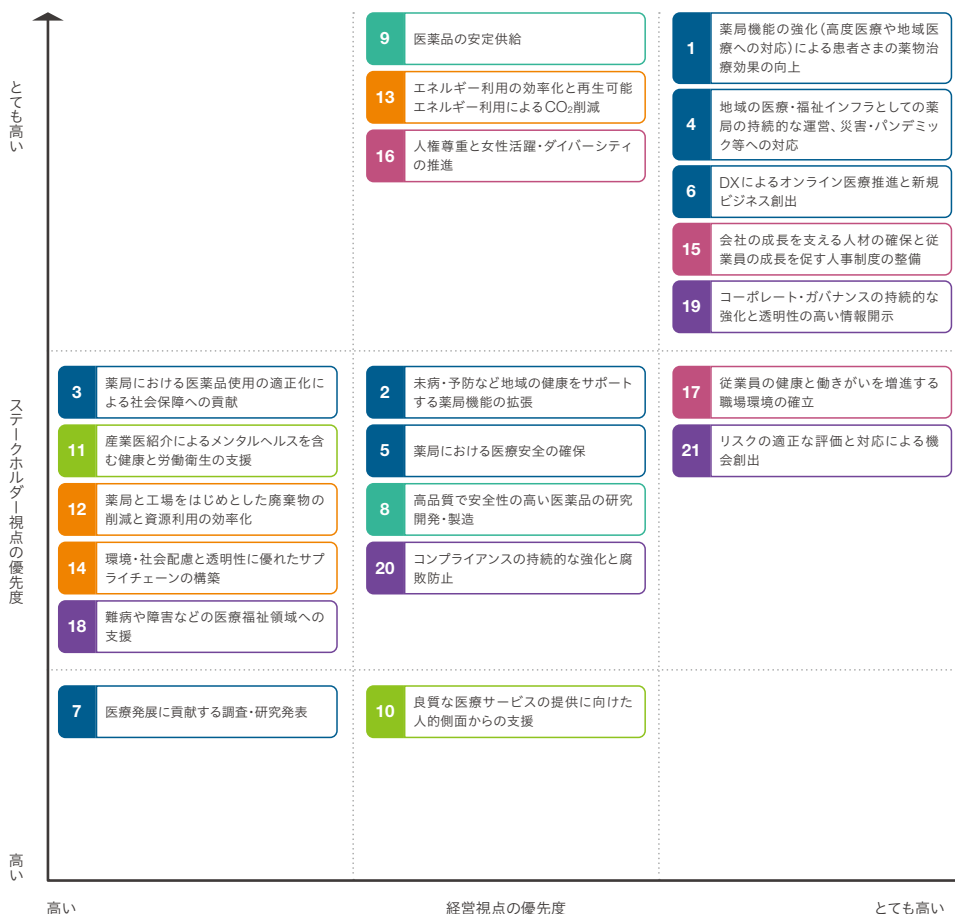 とても高い
ステークホルダー視点の優先度
高い
9
医薬品の安定供給
13
エネルギー利用の効率化と再生可能
エネルギー利用によるCO₂削減
16
人権尊重と女性活躍・ダイバーシティ
の推進
1
薬局機能の強化(高度医療や地域医
療への対応)による患者さまの薬物治
療効果の向上
4
地域の医療・福祉インフラとしての薬
局の持続的な運営、災害・パンデミッ
ク等への対応
6
DXによるオンライン医療推進と新規
ビジネス創出
15
会社の成長を支える人材の確保と従
業員の成長を促す人事制度の整備
19
コーポレート・ガバナンスの持続的な
強化と透明性の高い情報開示
3
薬局における医薬品使用の適正化に
よる社会保障への貢献
11
産業医紹介によるメンタルヘルスを含
む健康と労働衛生の支援
12
薬局と工場をはじめとした廃棄物の
削減と資源利用の効率化
14
環境・社会配慮と透明性に優れたサプ
ライチェーンの構築
18
難病や障害などの医療福祉領域への
支援
2
未病・予防など地域の健康をサポート
する薬局機能の拡張
5
薬局における医療安全の確保
8
高品質で安全性の高い医薬品の研究
開発・製造
20
コンプライアンスの持続的な強化と腐
敗防止
17
従業員の健康と働きがいを増進する
職場環境の確立
21
リスクの適正な評価と対応による機
会創出
7
医療発展に貢献する調査・研究発表
10
良質な医療サービスの提供に向けた
人的側面からの支援
高い
経営視点の優先度
とても高い